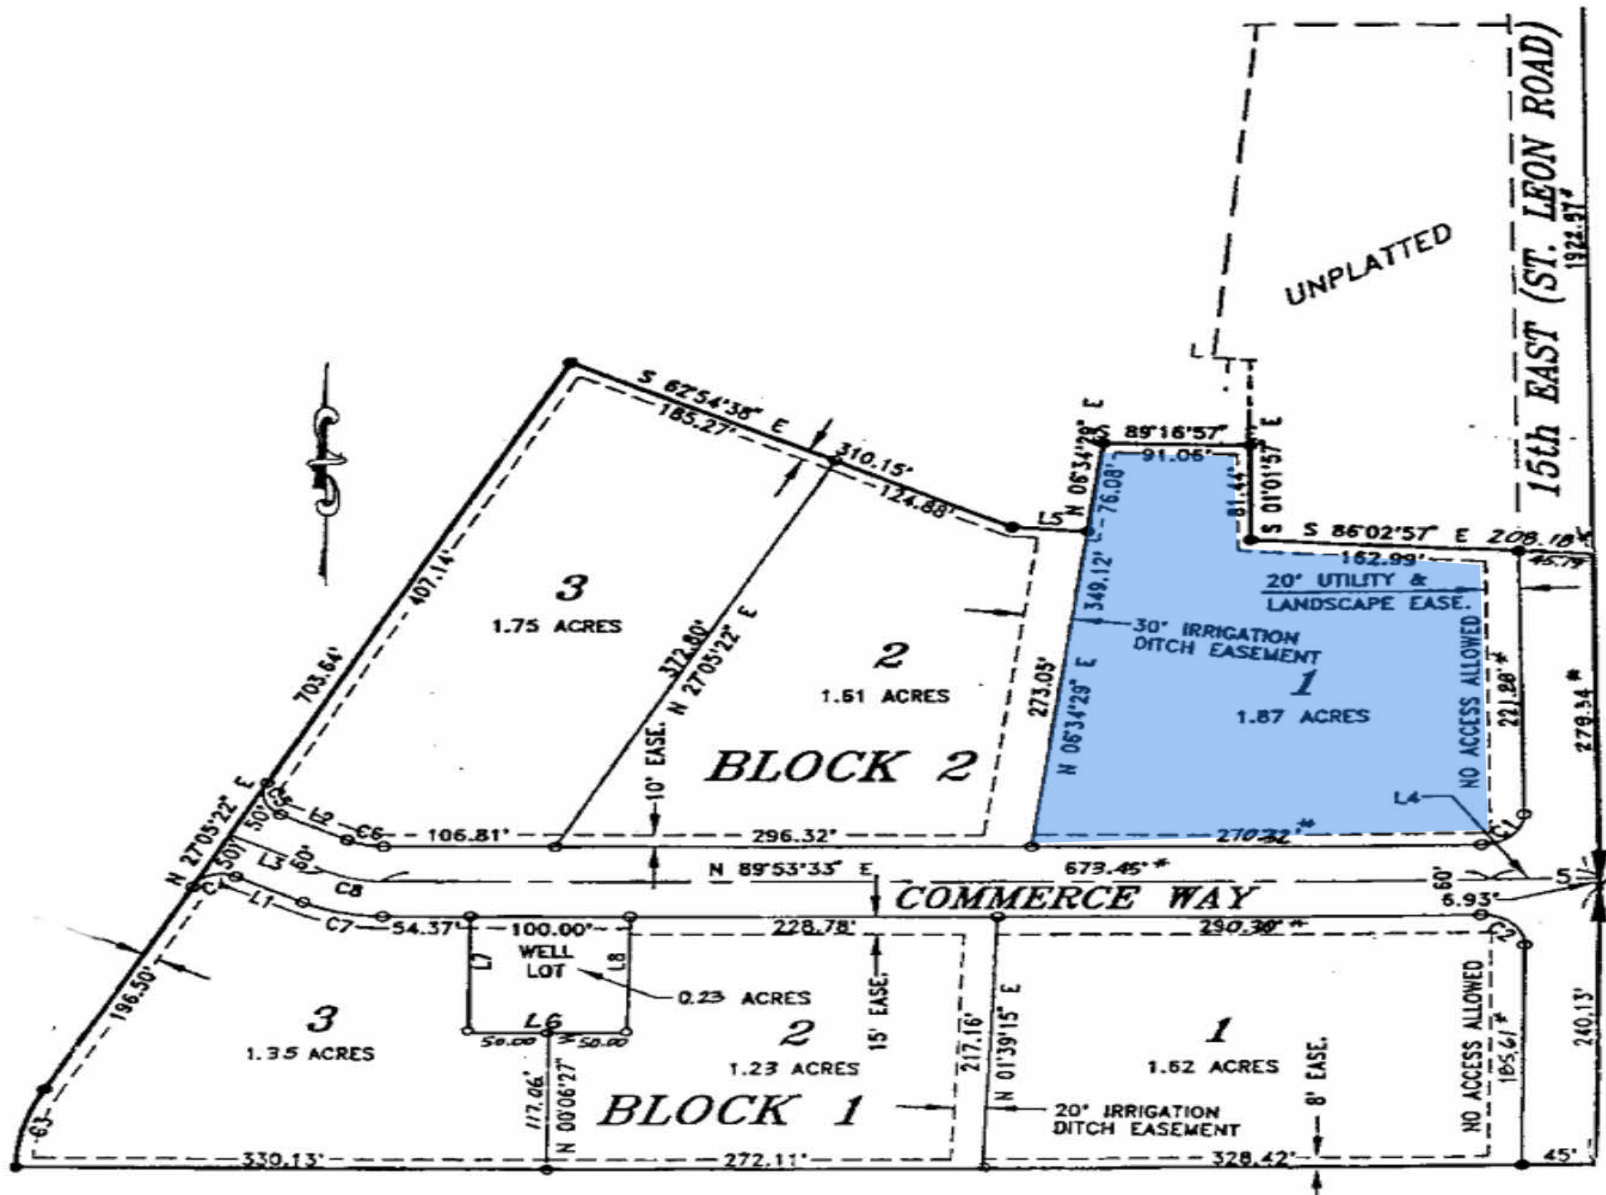 15th EAST (ST. LEON ROAD)
1922.97'*
UNPLATTED
S 62°54'38" E
185.27'
310.15'
124.88'
L5
N 06°34'29" E
76.08'
S 89°16'57" E
91.06'
81.44'
S 01°01'57" E
S 86°02'57" E 208.18'*
162.99'
45.19
20' UTILITY &
LANDSCAPE EASE.
407.14'
703.64'
3
1.75 ACRES
372.80'
N 27°05'22" E
2
1.61 ACRES
349.12'
273.05'
N 06°34'29" E
30' IRRIGATION
DITCH EASEMENT
1
1.87 ACRES
NO ACCESS ALLOWED
221.28'*
279.34'*
BLOCK 2
10' EASE.
L4
C1
N 27°05'22" E
50'
50'
C5
L2
C6
106.81'
296.32'
270.32'*
L3
60'
C8
N 89°53'33" E
673.45'*
COMMERCE WAY
60'
5
6.93'
C4
L1
C7
54.37'
100.00'
228.78'
290.39'*
C2
WELL
LOT
L7
L8
0.23 ACRES
L6
50.00
50.00
196.50'
3
1.35 ACRES
117.06'
N 00°06'27" W
2
1.23 ACRES
15' EASE.
217.16'
N 01°39'15" E
1
1.62 ACRES
8' EASE.
NO ACCESS ALLOWED
185.61'*
240.13'
BLOCK 1
20' IRRIGATION
DITCH EASEMENT
C3
330.13'
272.11'
328.42'
45'